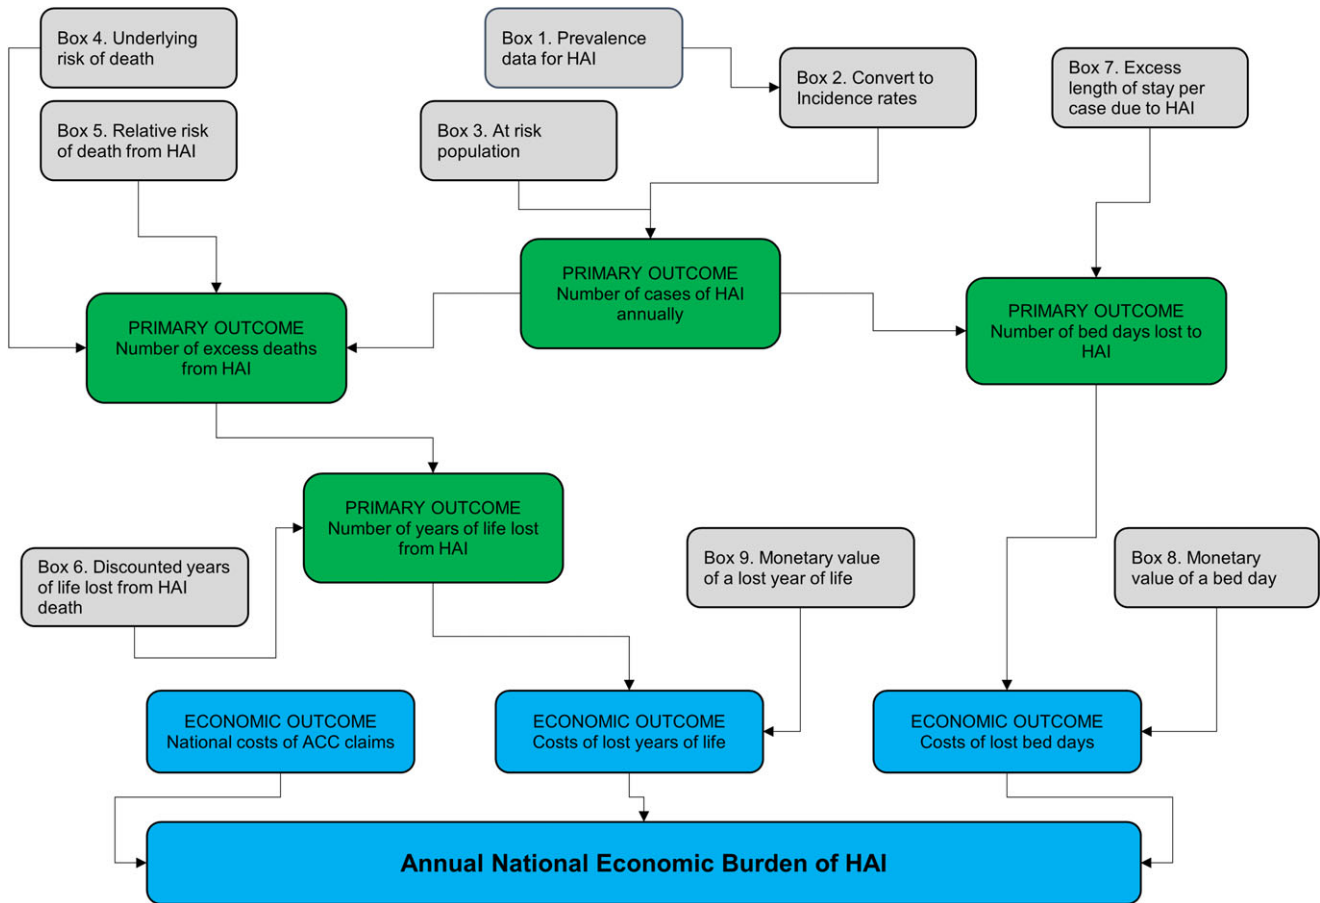 Box 4. Underlying
risk of death
Box 1. Prevalence
data for HAI
Box 2. Convert to
Incidence rates
Box 7. Excess
length of stay per
case due to HAI
Box 5. Relative risk
of death from HAI
Box 3. At risk
population
PRIMARY OUTCOME
Number of cases of HAI
annually
PRIMARY OUTCOME
Number of excess deaths
from HAI
PRIMARY OUTCOME
Number of bed days lost to
HAI
PRIMARY OUTCOME
Number of years of life lost
from HAI
Box 6. Discounted years
of life lost from HAI
death
Box 9. Monetary value
of a lost year of life
Box 8. Monetary
value of a bed day
ECONOMIC OUTCOME
National costs of ACC claims
ECONOMIC OUTCOME
Costs of lost years of life
ECONOMIC OUTCOME
Costs of lost bed days
Annual National Economic Burden of HAI